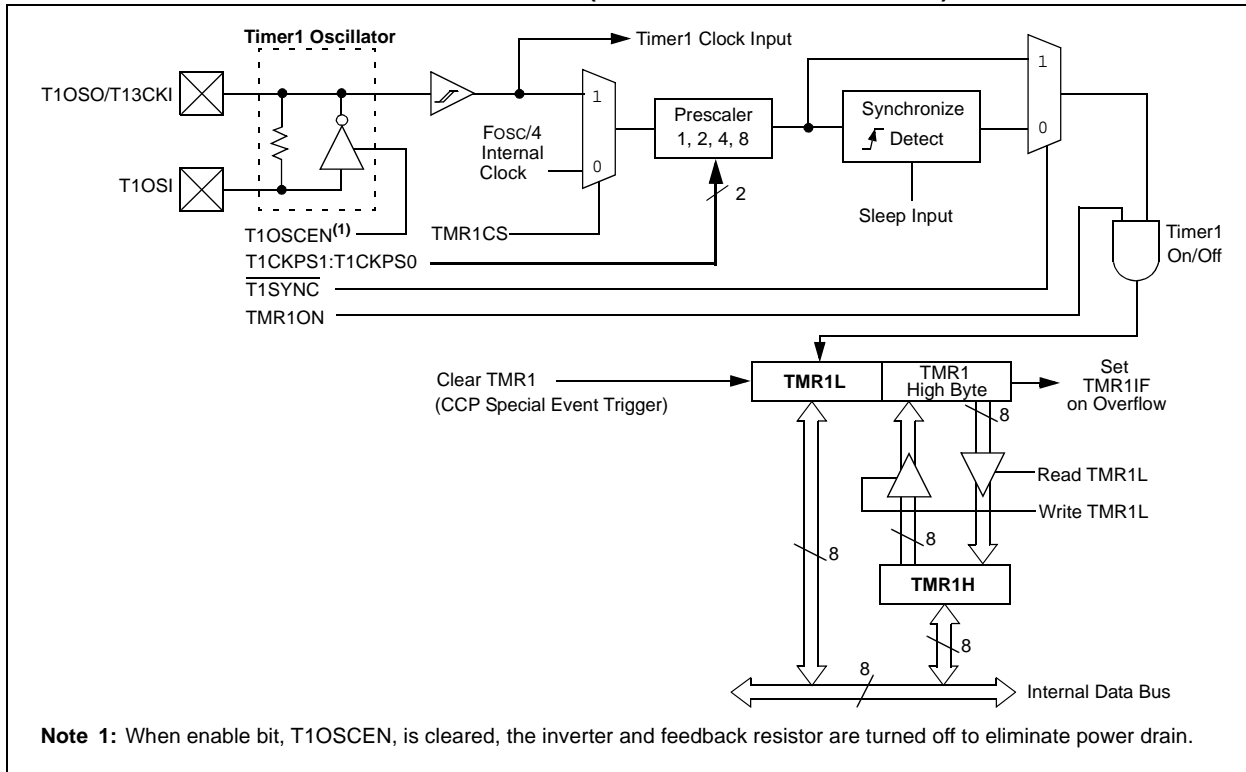 Timer1 Oscillator
Timer1 Clock Input
T1OSO/T13CKI
1
1
Prescaler
1, 2, 4, 8
Synchronize
Detect
0
FOSC/4
Internal
Clock
0
T1OSI
2
Sleep Input
T1OSCEN(1)
TMR1CS
Timer1
On/Off
T1CKPS1:T1CKPS0
T1SYNC
TMR1ON
Clear TMR1
(CCP Special Event Trigger)
TMR1L
TMR1
High Byte
Set
TMR1IF
on Overflow
8
Read TMR1L
Write TMR1L
8
8
TMR1H
8
8
Internal Data Bus
Note 1: When enable bit, T1OSCEN, is cleared, the inverter and feedback resistor are turned off to eliminate power drain.